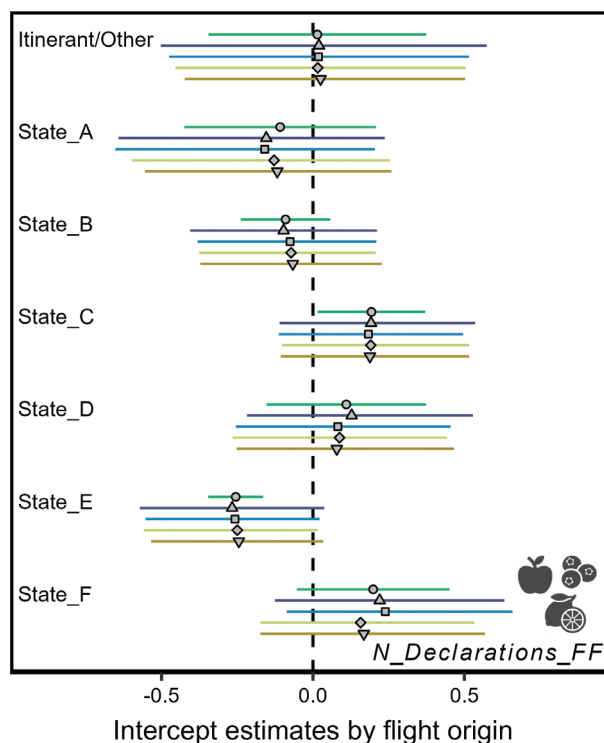 Itinerant/Other
State_A
State_B
State_C
State_D
State_E
State_F
N_Declarations_FF
-0.5 0.0 0.5
Intercept estimates by flight origin